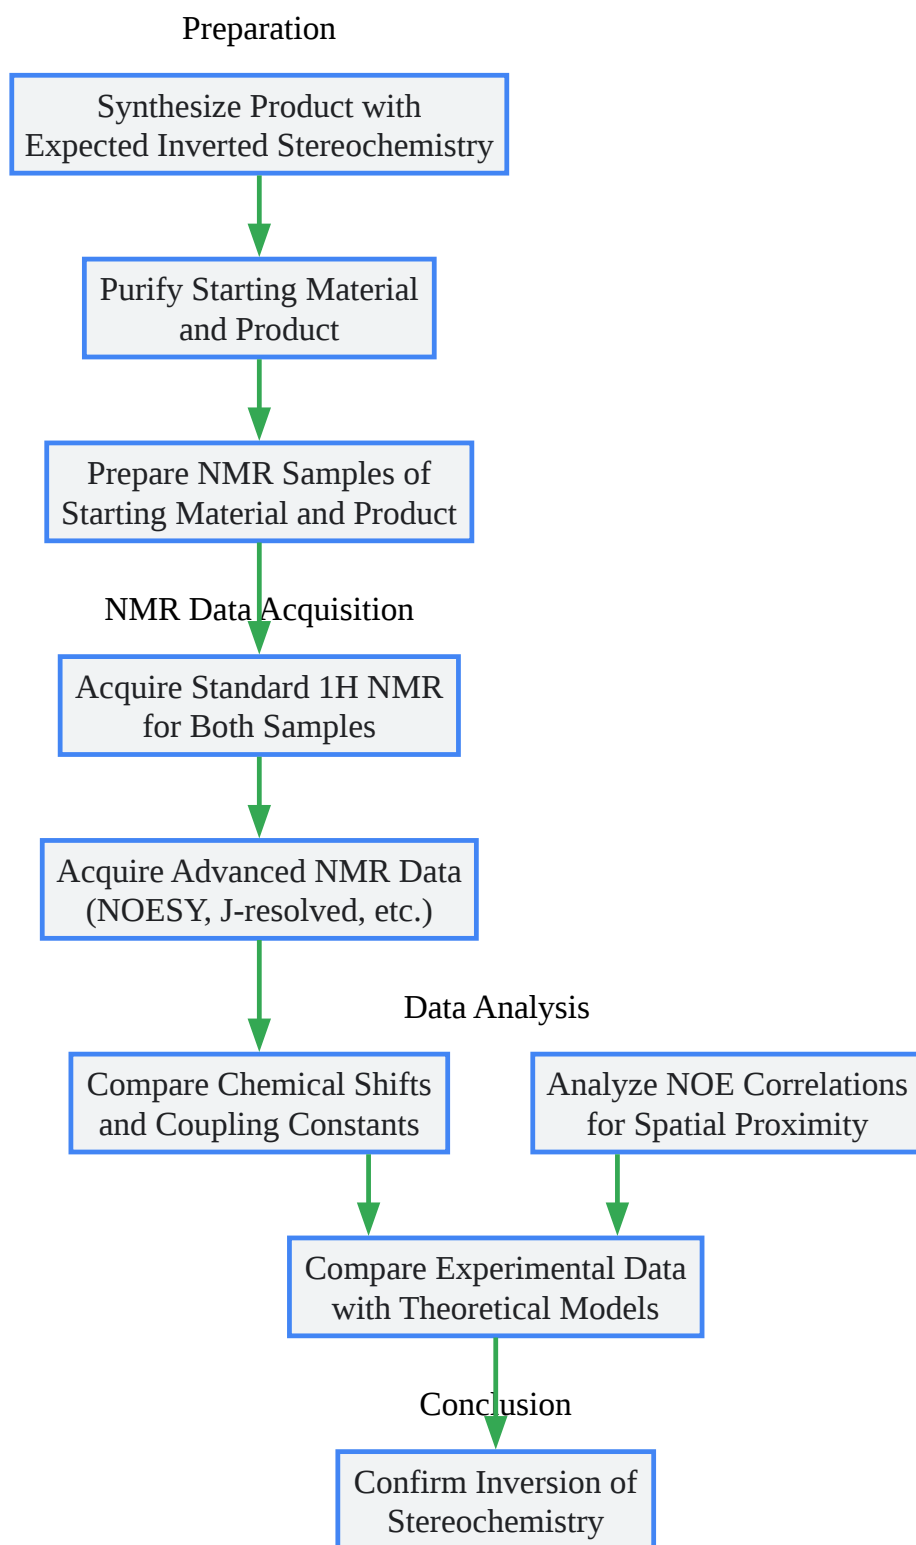 Preparation
Synthesize Product with
Expected Inverted Stereochemistry
Purify Starting Material
and Product
Prepare NMR Samples of
Starting Material and Product
NMR Data Acquisition
Acquire Standard 1H NMR
for Both Samples
Acquire Advanced NMR Data
(NOESY, J-resolved, etc.)
Data Analysis
Compare Chemical Shifts
and Coupling Constants
Analyze NOE Correlations
for Spatial Proximity
Compare Experimental Data
with Theoretical Models
Conclusion
Confirm Inversion of
Stereochemistry